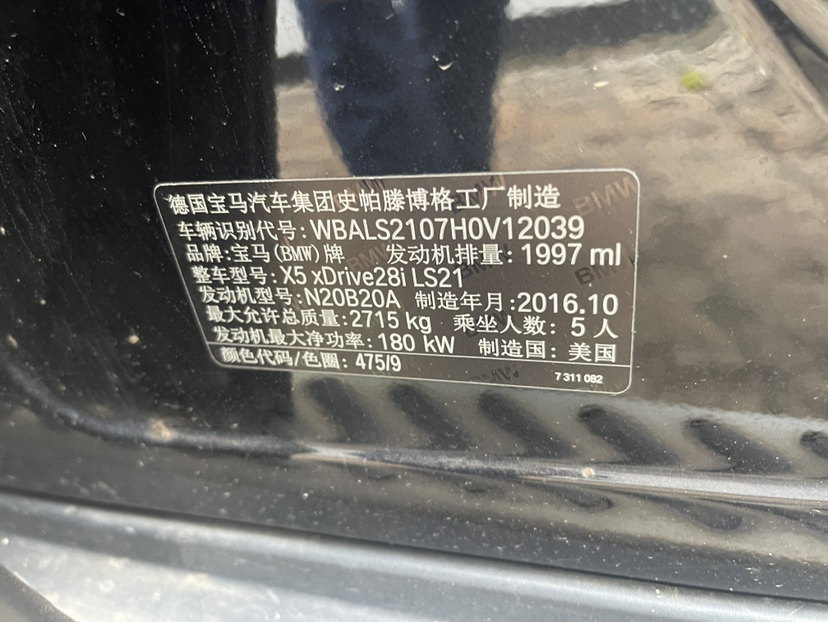 德国宝马汽车集团史帕滕博格工厂制造
车辆识别代号: WBALS2107H0V12039
品牌: 宝马(BMW)牌 发动机排量: 1997 ml
整车型号: X5 xDrive28i LS21
发动机型号: N20B20A 制造年月: 2016.10
最大允许总质量: 2715 kg 乘坐人数: 5 人
发动机最大净功率: 180 kW 制造国: 美国
颜色代码/色圈: 475/9
7 311 082